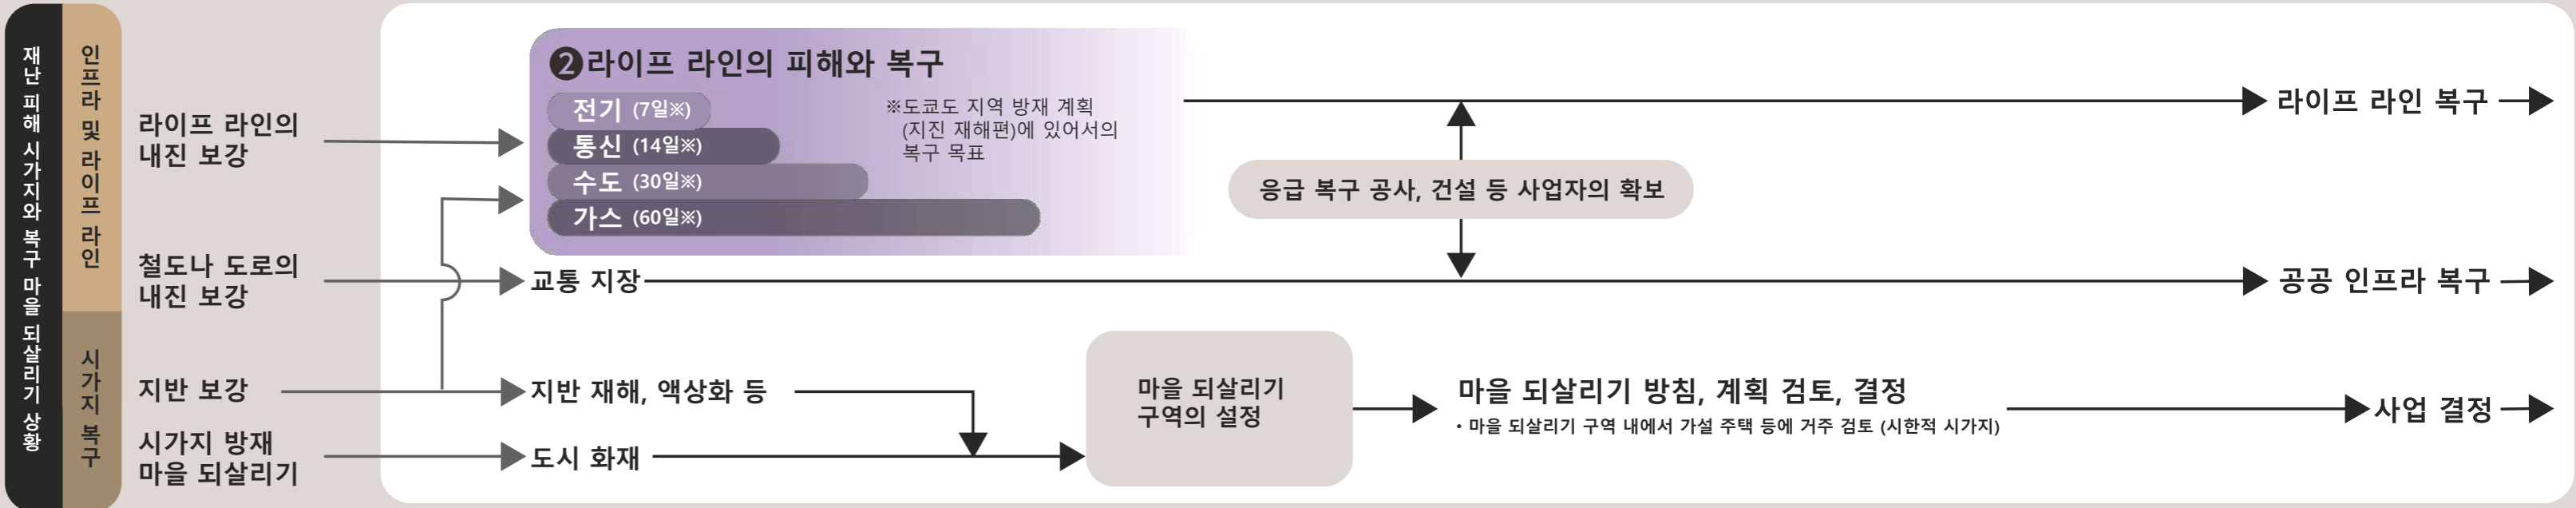 재난 피해 시가지와 복구 마을 되살리기 상황
인프라 및 라이프 라인
시가지 복구
라이프 라인의
내진 보강
철도나 도로의
내진 보강
지반 보강
시가지 방재
마을 되살리기
❷라이프 라인의 피해와 복구
전기 (7일※)
통신 (14일※)
수도 (30일※)
가스 (60일※)
※도쿄도 지역 방재 계획
(지진 재해편)에 있어서의
복구 목표
교통 지장
지반 재해, 액상화 등
도시 화재
응급 복구 공사, 건설 등 사업자의 확보
마을 되살리기
구역의 설정
마을 되살리기 방침, 계획 검토, 결정
• 마을 되살리기 구역 내에서 가설 주택 등에 거주 검토 (시한적 시가지)
라이프 라인 복구
공공 인프라 복구
사업 결정